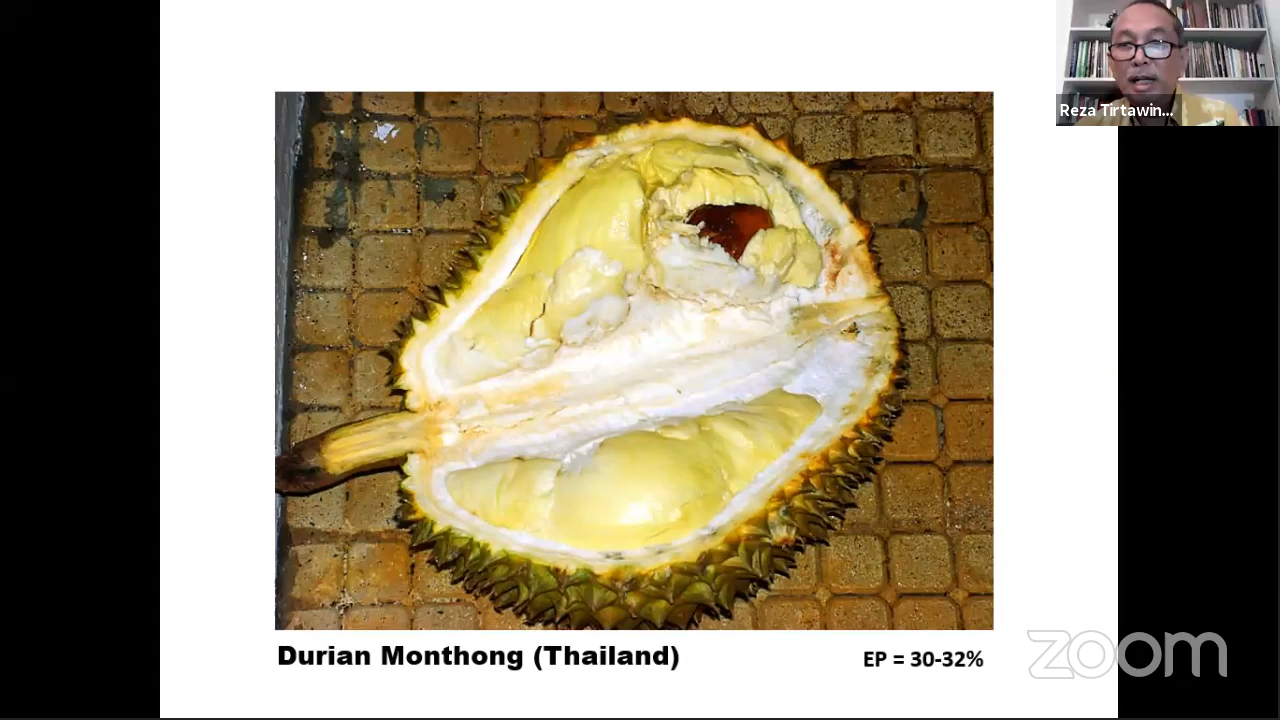 Reza Tirtawin...
Durian Monthong (Thailand)
EP = 30-32%
zoom